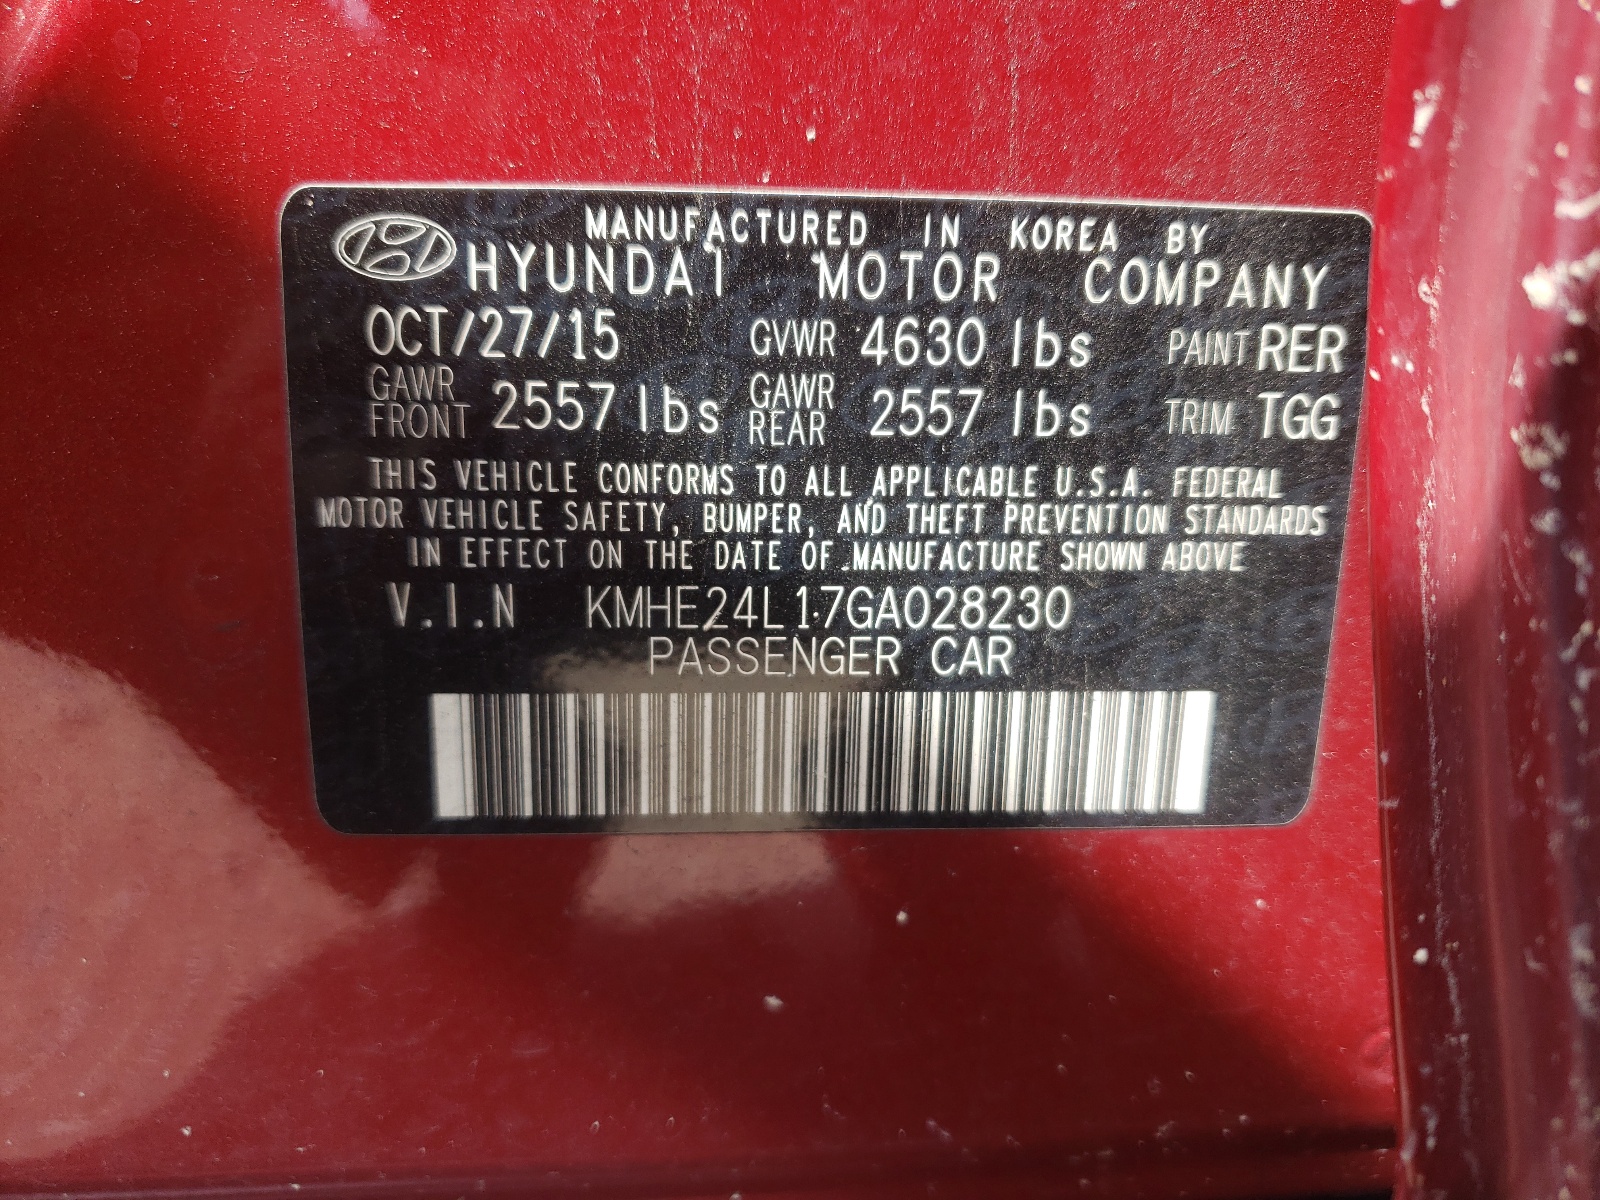 MANUFACTURED IN KOREA BY
HYUNDAI MOTOR COMPANY
OCT/27/15 GVWR 4630 lbs PAINT RER
GAWR FRONT 2557 lbs GAWR REAR 2557 lbs TRIM TGG
THIS VEHICLE CONFORMS TO ALL APPLICABLE U.S.A. FEDERAL
MOTOR VEHICLE SAFETY, BUMPER, AND THEFT PREVENTION STANDARDS
IN EFFECT ON THE DATE OF MANUFACTURE SHOWN ABOVE
V.I.N KMHE24L17GA028230
PASSENGER CAR